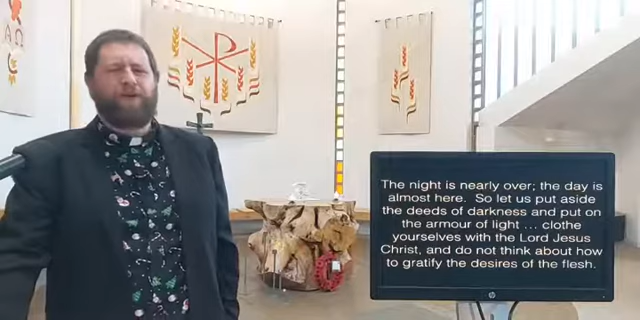 Α Ω
The night is nearly over; the day is
almost here. So let us put aside
the deeds of darkness and put on
the armour of light ... clothe
yourselves with the Lord Jesus
Christ, and do not think about how
to gratify the desires of the flesh.
hp